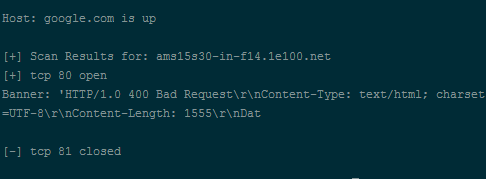 Host: google.com is up
[+] Scan Results for: ams15s30-in-f14.1e100.net
[+] tcp 80 open
Banner: 'HTTP/1.0 400 Bad Request\r\nContent-Type: text/html; charset
=UTF-8\r\nContent-Length: 1555\r\nDat
[-] tcp 81 closed